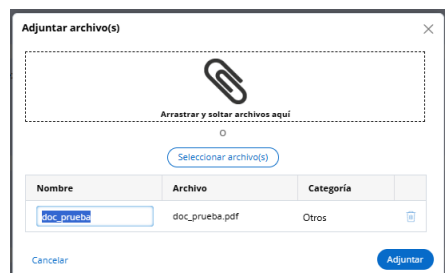 Adjuntar archivo(s)
Arrastrar y soltar archivos aquí
o
Seleccionar archivo(s)
Nombre Archivo Categoría
doc_prueba doc_prueba.pdf Otros
Cancelar Adjuntar